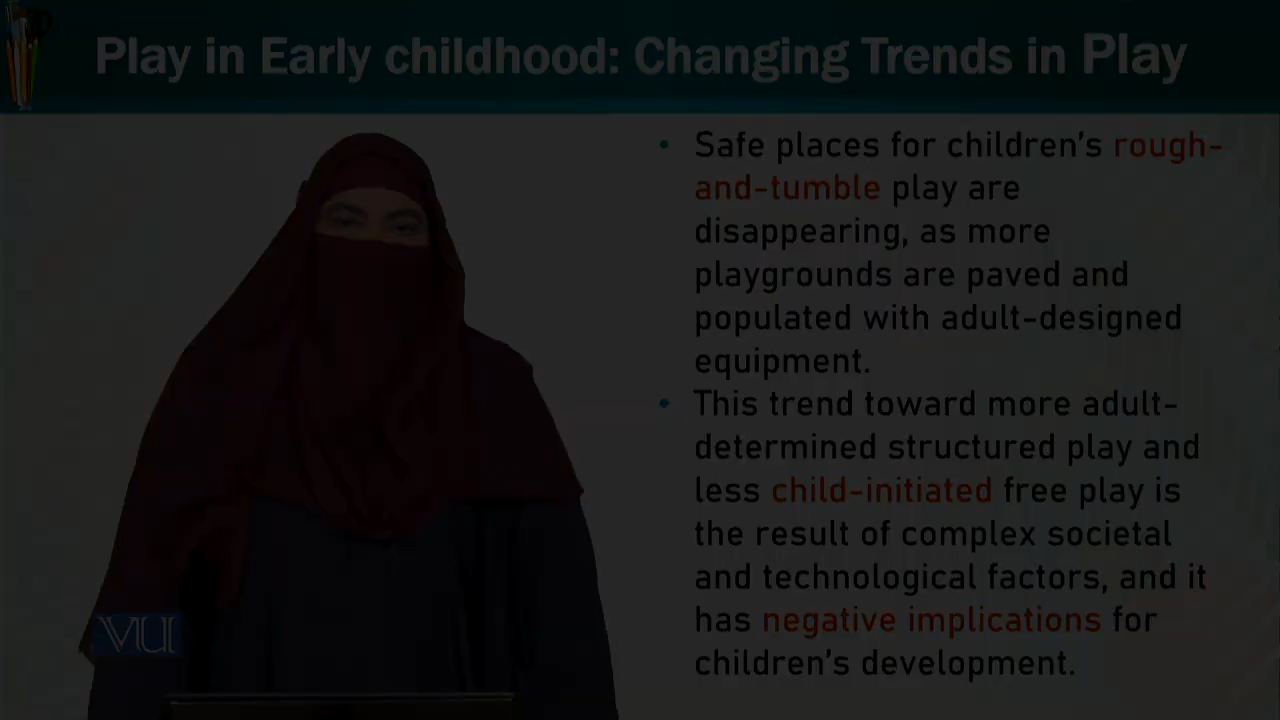 Play in Early childhood: Changing Trends in Play
• Safe places for children's rough-
and-tumble play are
disappearing, as more
playgrounds are paved and
populated with adult-designed
equipment.
• This trend toward more adult-
determined structured play and
less child-initiated free play is
the result of complex societal
and technological factors, and it
has negative implications for
children's development.
VU